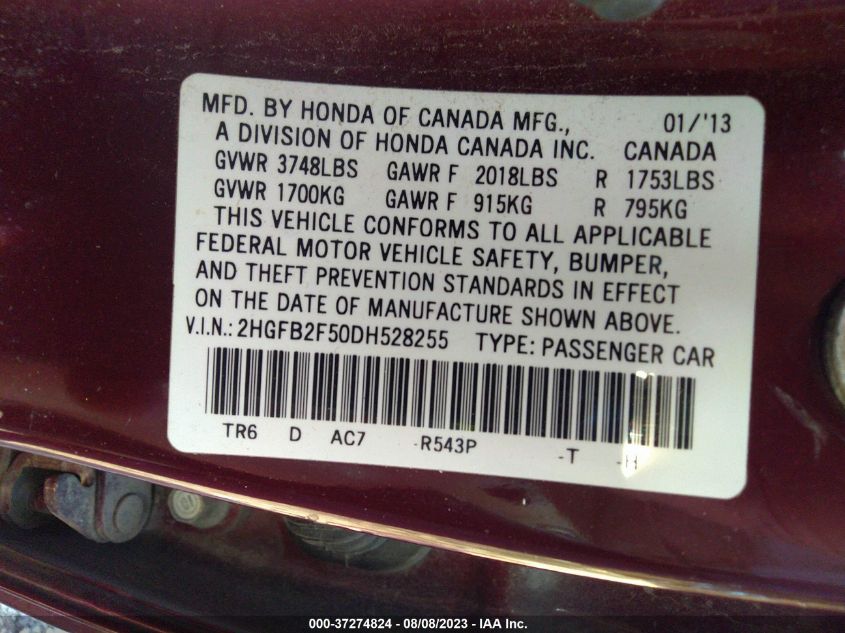 MFD. BY HONDA OF CANADA MFG., 01/'13
A DIVISION OF HONDA CANADA INC. CANADA
GVWR 3748LBS GAWR F 2018LBS R 1753LBS
GVWR 1700KG GAWR F 915KG R 795KG
THIS VEHICLE CONFORMS TO ALL APPLICABLE
FEDERAL MOTOR VEHICLE SAFETY, BUMPER,
AND THEFT PREVENTION STANDARDS IN EFFECT
ON THE DATE OF MANUFACTURE SHOWN ABOVE.
V.I.N.: 2HGFB2F50DH528255 TYPE: PASSENGER CAR
TR6 D AC7 -R543P -T -H
000-37274824 - 08/08/2023 - IAA Inc.